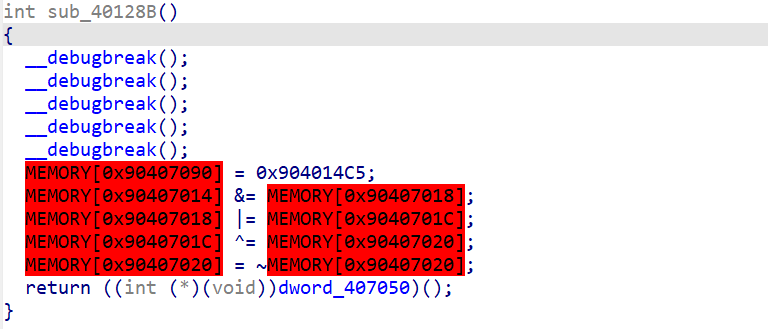 int sub_40128B()
{
  __debugbreak();
  __debugbreak();
  __debugbreak();
  __debugbreak();
  __debugbreak();
  MEMORY[0x90407090] = 0x904014C5;
  MEMORY[0x90407014] &= MEMORY[0x90407018];
  MEMORY[0x90407018] |= MEMORY[0x9040701C];
  MEMORY[0x9040701C] ^= MEMORY[0x90407020];
  MEMORY[0x90407020] = ~MEMORY[0x90407020];
  return ((int (*)(void))dword_407050)();
}